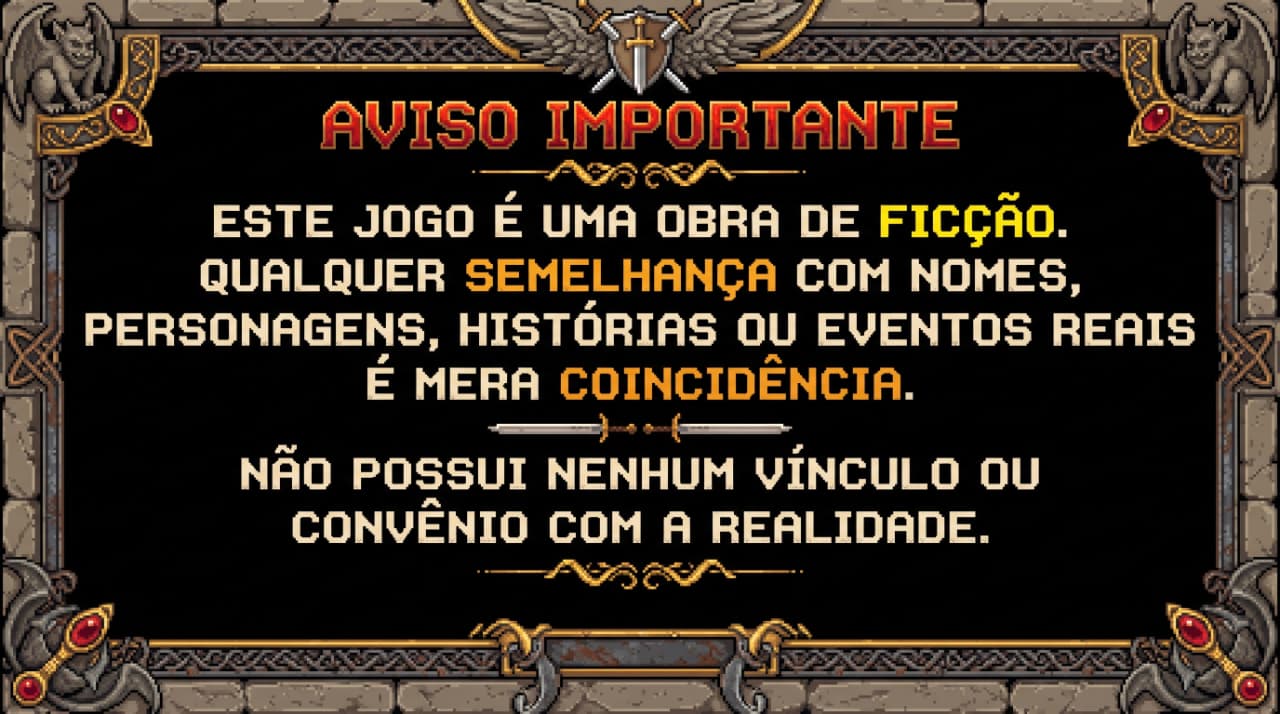 AVISO IMPORTANTE
ESTE JOGO É UMA OBRA DE FICÇÃO.
QUALQUER SEMELHANÇA COM NOMES,
PERSONAGENS, HISTÓRIAS OU EVENTOS REAIS
É MERA COINCIDÊNCIA.
NÃO POSSUI NENHUM VÍNCULO OU
CONVÊNIO COM A REALIDADE.